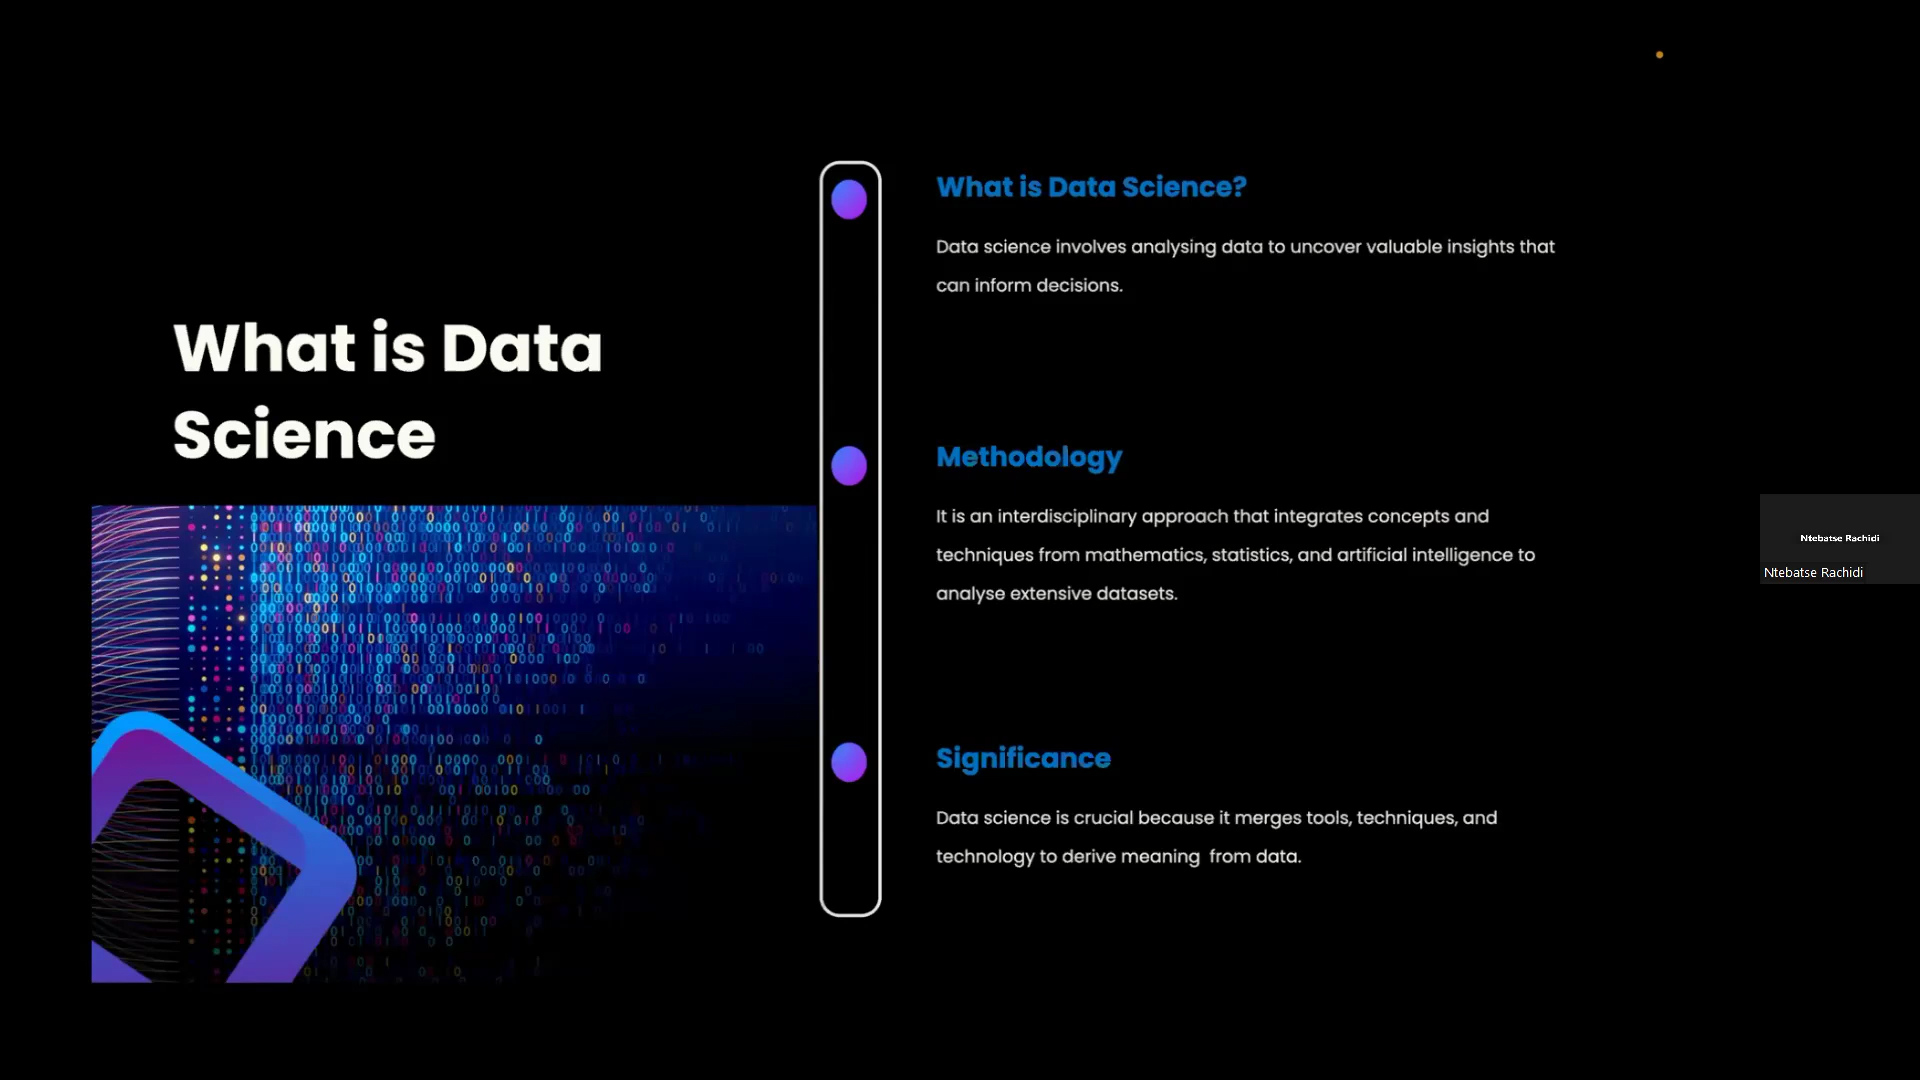 What is Data
Science
What is Data Science?
Data science involves analysing data to uncover valuable insights that
can inform decisions.
Methodology
It is an interdisciplinary approach that integrates concepts and
techniques from mathematics, statistics, and artificial intelligence to
analyse extensive datasets.
Significance
Data science is crucial because it merges tools, techniques, and
technology to derive meaning  from data.
Ntebatse Rachidi
Ntebatse Rachidi